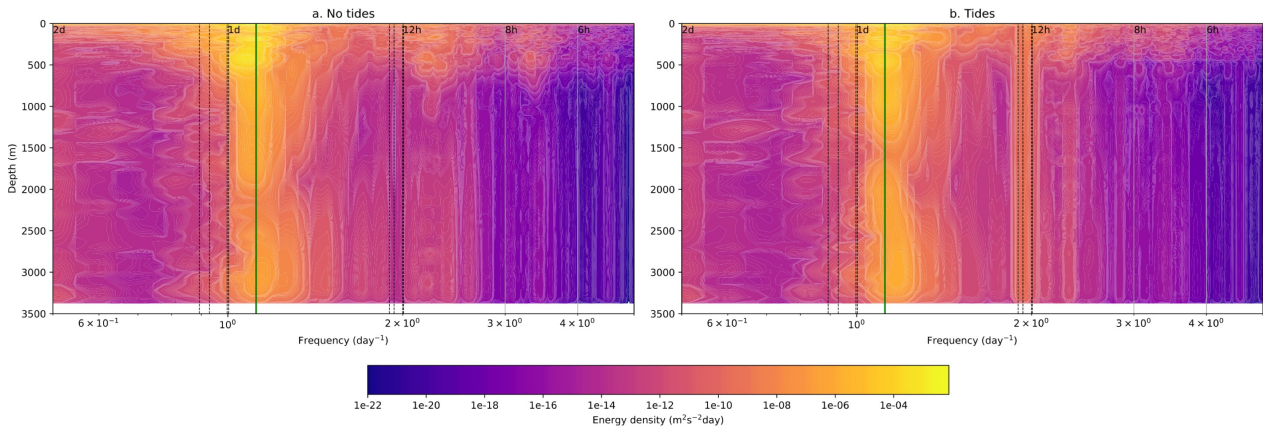 a. No tides
b. Tides
2d 1d 12h 8h 6h
2d 1d 12h 8h 6h
0
500
1000
1500
2000
2500
3000
3500
Depth (m)
0
500
1000
1500
2000
2500
3000
3500
6 × 10⁻¹ 10⁰ 2 × 10⁰ 3 × 10⁰ 4 × 10⁰
6 × 10⁻¹ 10⁰ 2 × 10⁰ 3 × 10⁰ 4 × 10⁰
Frequency (day⁻¹)
Frequency (day⁻¹)
1e-22 1e-20 1e-18 1e-16 1e-14 1e-12 1e-10 1e-08 1e-06 1e-04
Energy density (m²s⁻²day)